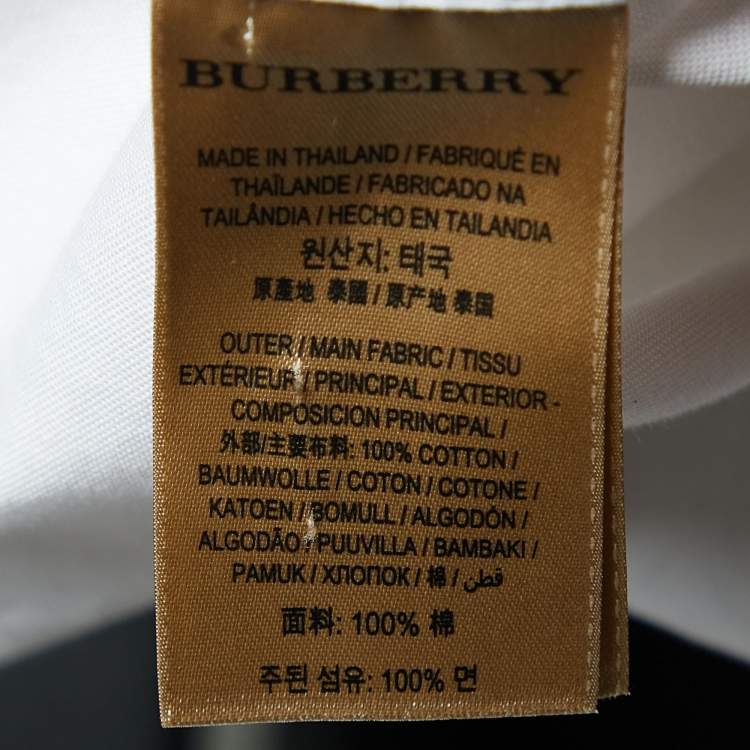 BURBERRY
MADE IN THAILAND / FABRIQUÉ EN
THAÏLANDE / FABRICADO NA
TAILÂNDIA / HECHO EN TAILANDIA
원산지: 태국
原產地 泰國 / 原产地 泰国
OUTER / MAIN FABRIC / TISSU
EXTÉRIEUR / PRINCIPAL / EXTERIOR -
COMPOSICION PRINCIPAL /
外部/主要布料: 100% COTTON /
BAUMWOLLE / COTON / COTONE /
KATOEN / BOMULL / ALGODÓN /
ALGODÃO / PUUVILLA / BAMBAKI /
PAMUK / ХЛОПОК / 棉 / قطن
面料: 100% 棉
주된 섬유: 100% 면